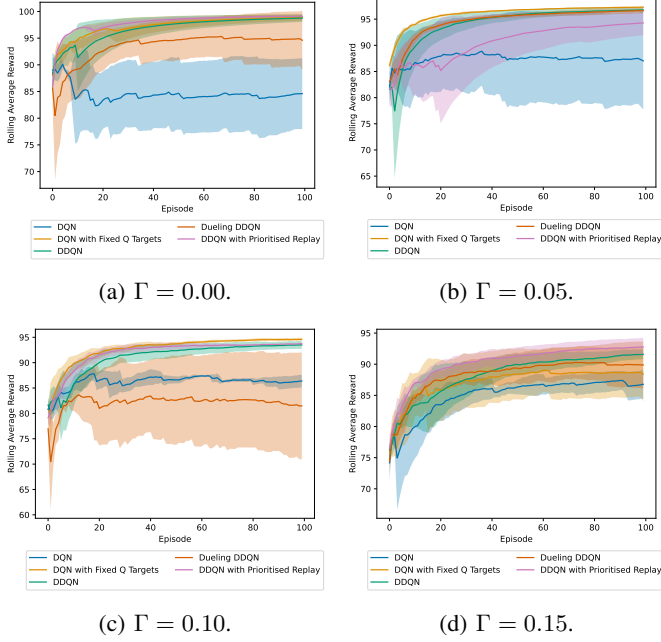 100
95
90
85
80
75
70
Rolling Average Reward
0 20 40 60 80 100
Episode
DQN
DQN with Fixed Q Targets
DDQN
Dueling DDQN
DDQN with Prioritised Replay
(a) Γ = 0.00.
95
90
85
80
75
70
65
Rolling Average Reward
0 20 40 60 80 100
Episode
DQN
DQN with Fixed Q Targets
DDQN
Dueling DDQN
DDQN with Prioritised Replay
(b) Γ = 0.05.
95
90
85
80
75
70
65
60
Rolling Average Reward
0 20 40 60 80 100
Episode
DQN
DQN with Fixed Q Targets
DDQN
Dueling DDQN
DDQN with Prioritised Replay
(c) Γ = 0.10.
95
90
85
80
75
70
Rolling Average Reward
0 20 40 60 80 100
Episode
DQN
DQN with Fixed Q Targets
DDQN
Dueling DDQN
DDQN with Prioritised Replay
(d) Γ = 0.15.